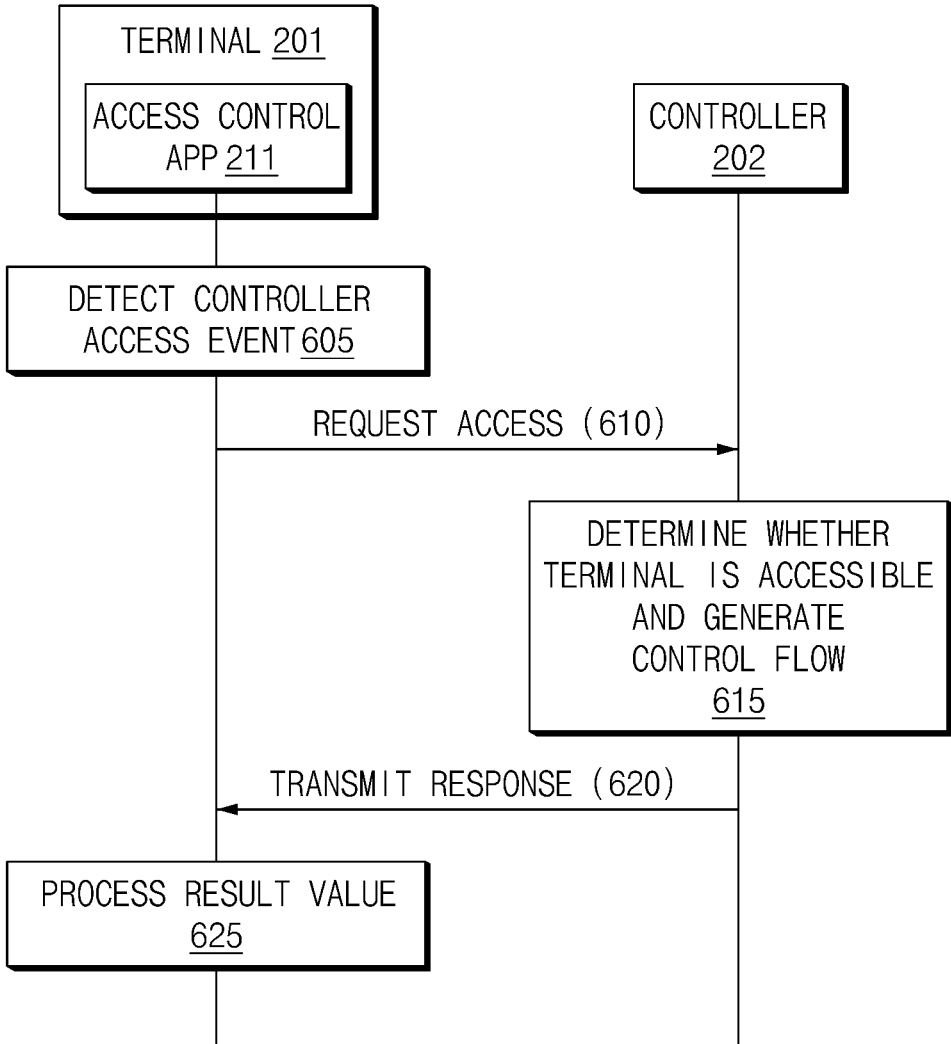 TERMINAL 201
ACCESS CONTROL
APP 211
CONTROLLER
202
DETECT CONTROLLER
ACCESS EVENT 605
REQUEST ACCESS (610)
DETERMINE WHETHER
TERMINAL IS ACCESSIBLE
AND GENERATE
CONTROL FLOW
615
TRANSMIT RESPONSE (620)
PROCESS RESULT VALUE
625